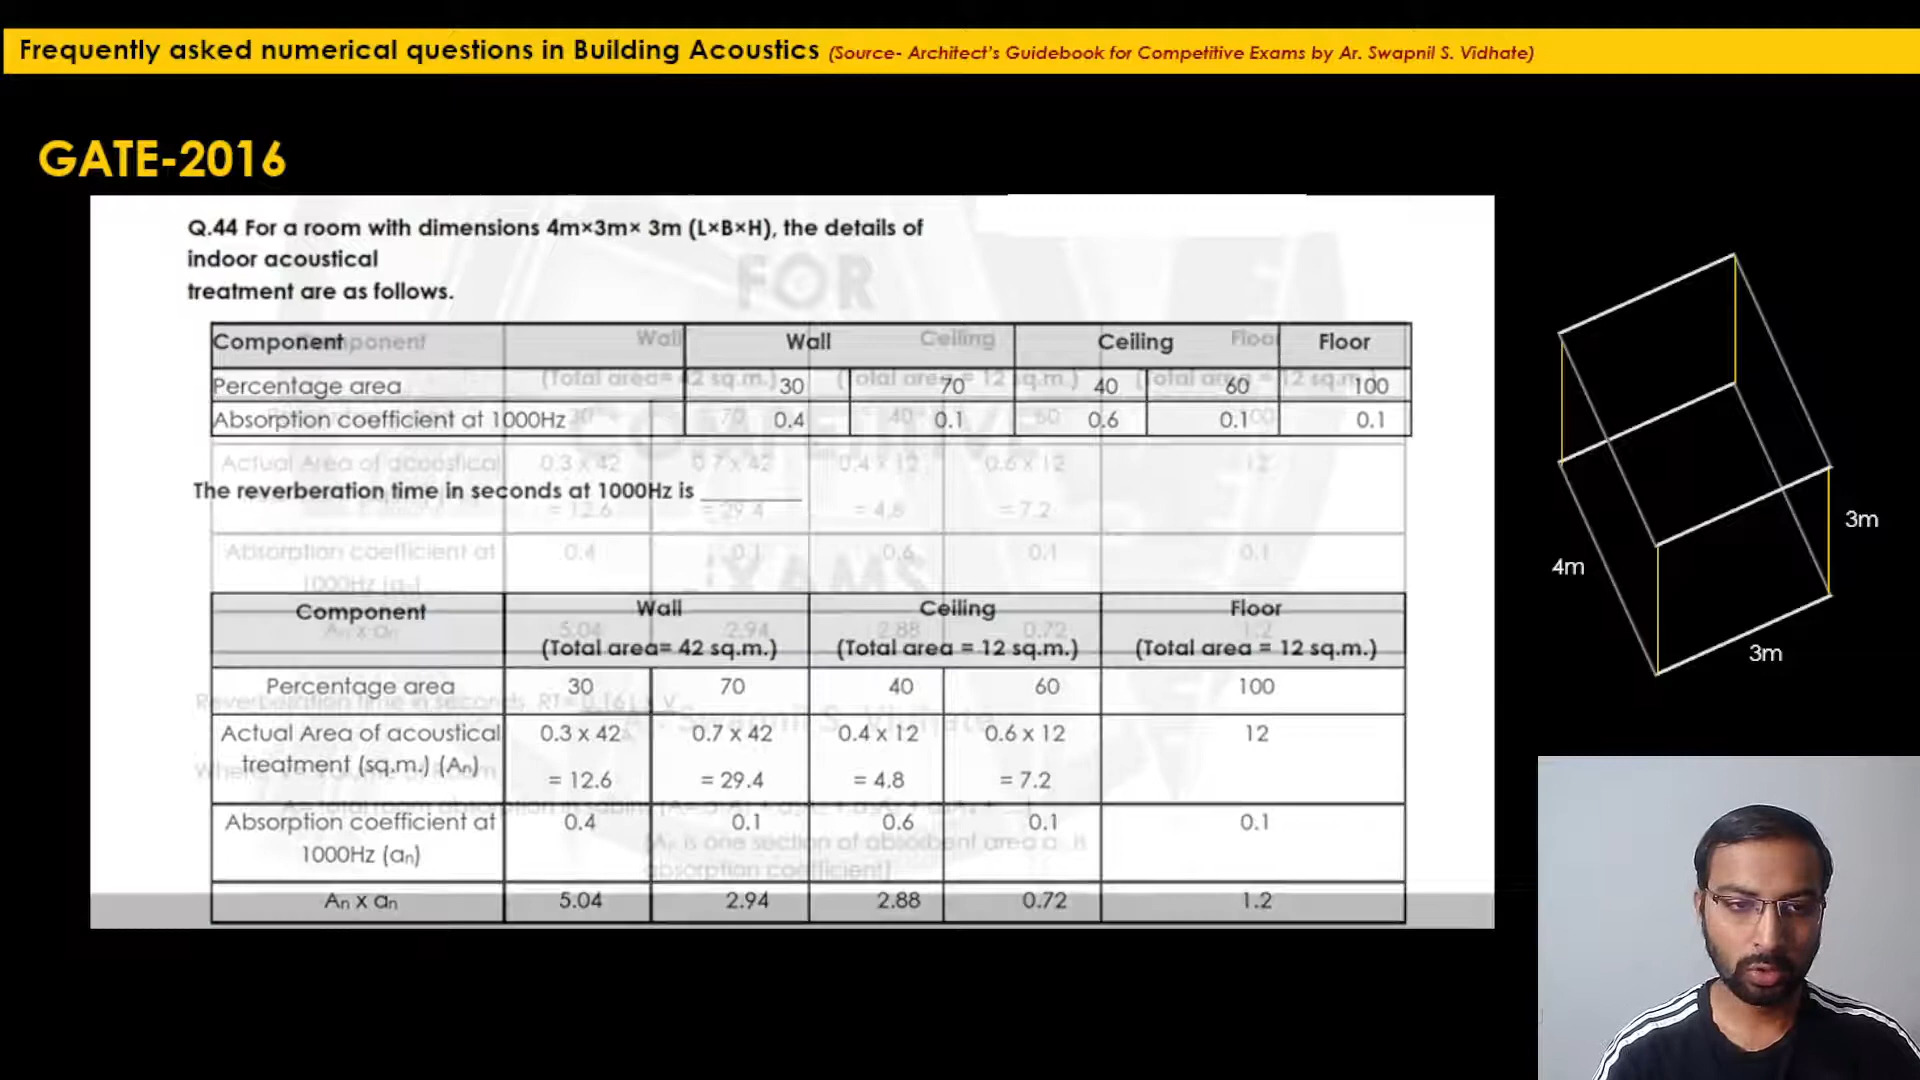 Frequently asked numerical questions in Building Acoustics (Source- Architect's Guidebook for Competitive Exams by Ar. Swapnil S. Vidhate)
GATE-2016
Q.44 For a room with dimensions 4m×3m× 3m (L×B×H), the details of
indoor acoustical
treatment are as follows.
Component Wall Ceiling Floor
Percentage area 30 70 40 60 100
Absorption coefficient at 1000Hz 0.4 0.1 0.6 0.1 0.1
The reverberation time in seconds at 1000Hz is ________
Component Wall Ceiling Floor
(Total area= 42 sq.m.) (Total area = 12 sq.m.) (Total area = 12 sq.m.)
Percentage area 30 70 40 60 100
Actual Area of acoustical 0.3 x 42 0.7 x 42 0.4 x 12 0.6 x 12 12
treatment (sq.m.) (An) = 12.6 = 29.4 = 4.8 = 7.2
Absorption coefficient at 0.4 0.1 0.6 0.1 0.1
1000Hz (an)
An x an 5.04 2.94 2.88 0.72 1.2
3m
4m
3m